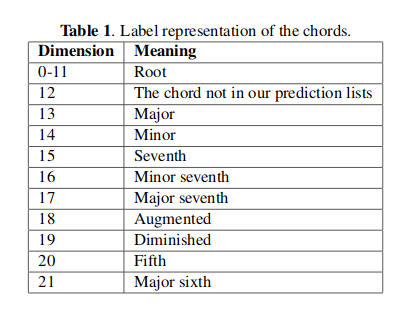 Table 1. Label representation of the chords.
Dimension Meaning
0-11 Root
12 The chord not in our prediction lists
13 Major
14 Minor
15 Seventh
16 Minor seventh
17 Major seventh
18 Augmented
19 Diminished
20 Fifth
21 Major sixth